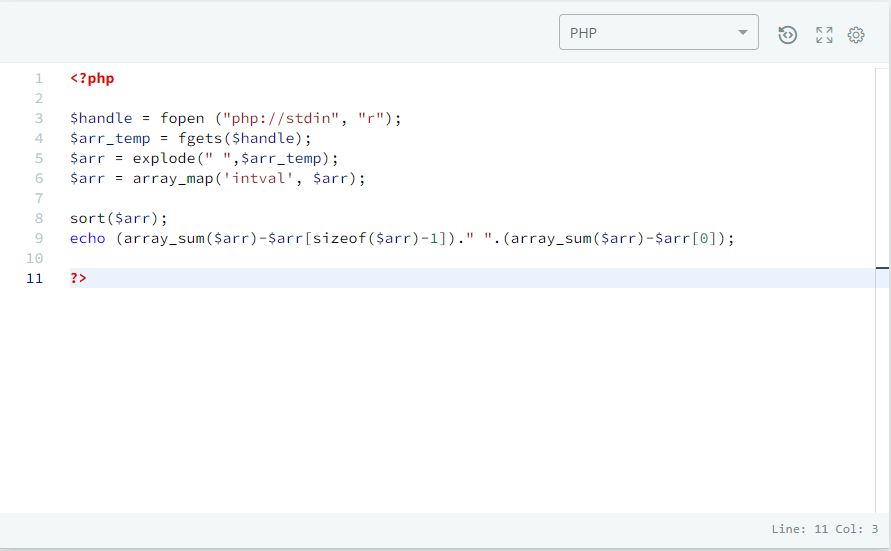 PHP
1 <?php
2
3 $handle = fopen ("php://stdin", "r");
4 $arr_temp = fgets($handle);
5 $arr = explode(" ",$arr_temp);
6 $arr = array_map('intval', $arr);
7
8 sort($arr);
9 echo (array_sum($arr)-$arr[sizeof($arr)-1])." ".(array_sum($arr)-$arr[0]);
10
11 ?>
Line: 11 Col: 3